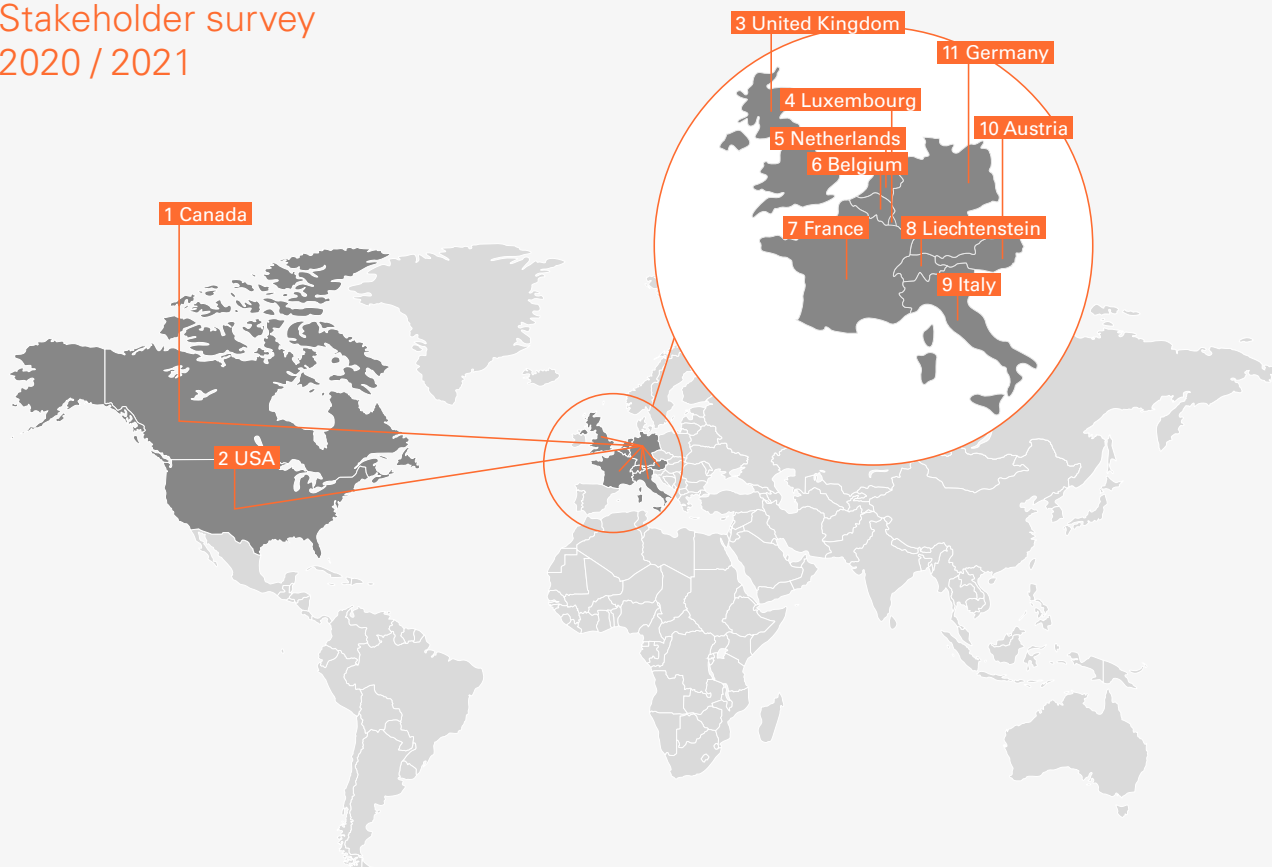 Stakeholder survey
2020 / 2021
1 Canada
2 USA
3 United Kingdom
4 Luxembourg
5 Netherlands
6 Belgium
7 France
8 Liechtenstein
9 Italy
10 Austria
11 Germany